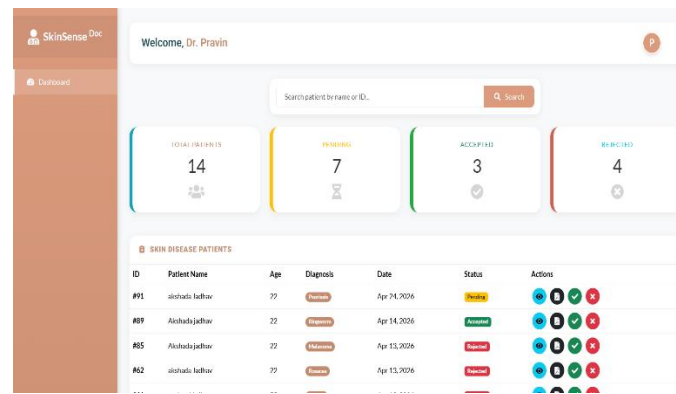 SkinSense Doc
Welcome, Dr. Pravin
P
Dashboard
Search patient by name or ID...
Search
TOTAL PATIENTS
14
PENDING
7
ACCEPTED
3
REJECTED
4
SKIN DISEASE PATIENTS
ID Patient Name Age Diagnosis Date Status Actions
#91 akshada Jadhav 22 Psoriasis Apr 24, 2026 Pending
#89 Akshada jadhav 22 Ringworm Apr 14, 2026 Accepted
#85 Akshada jadhav 22 Melanoma Apr 13, 2026 Rejected
#62 akshada jadhav 22 Rosacea Apr 13, 2026 Rejected